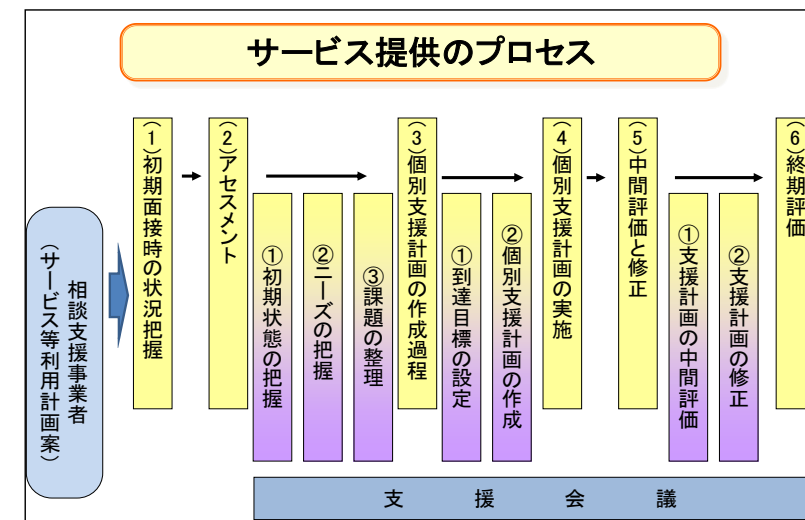 サービス提供のプロセス
相談支援事業者
(サービス等利用計画案)
(1)初期面接時の状況把握
(2)アセスメント
①初期状態の把握
②ニーズの把握
③課題の整理
(3)個別支援計画の作成過程
①到達目標の設定
②個別支援計画の作成
(4)個別支援計画の実施
(5)中間評価と修正
①支援計画の中間評価
②支援計画の修正
(6)終期評価
支援会議